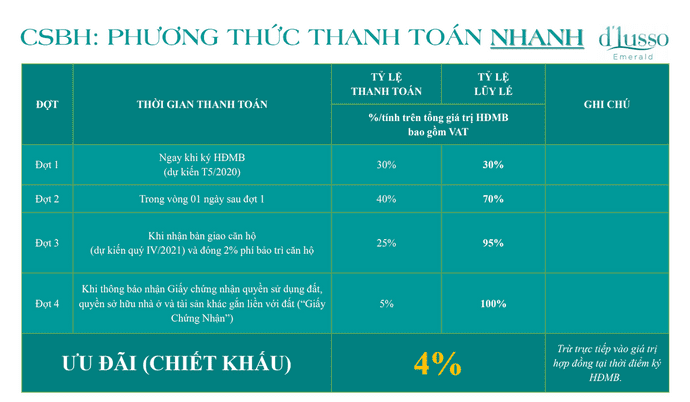 CSBH: PHƯƠNG THỨC THANH TOÁN NHANH
d'Lusso
Emerald
ĐỢT
THỜI GIAN THANH TOÁN
TỶ LỆ
THANH TOÁN
TỶ LỆ
LŨY LẾ
GHI CHÚ
%/tính trên tổng giá trị HĐMB
bao gồm VAT
Đợt 1
Ngay khi ký HĐMB
(dự kiến T5/2020)
30%
30%
Đợt 2
Trong vòng 01 ngày sau đợt 1
40%
70%
Đợt 3
Khi nhận bàn giao căn hộ
(dự kiến quý IV/2021) và đóng 2% phí bảo trì căn hộ
25%
95%
Đợt 4
Khi thông báo nhận Giấy chứng nhận quyền sử dụng đất,
quyền sở hữu nhà ở và tài sản khác gắn liền với đất (“Giấy
Chứng Nhận”)
5%
100%
ƯU ĐÃI (CHIẾT KHẤU)
4%
Trừ trực tiếp vào giá trị
hợp đồng tại thời điểm ký
HĐMB.